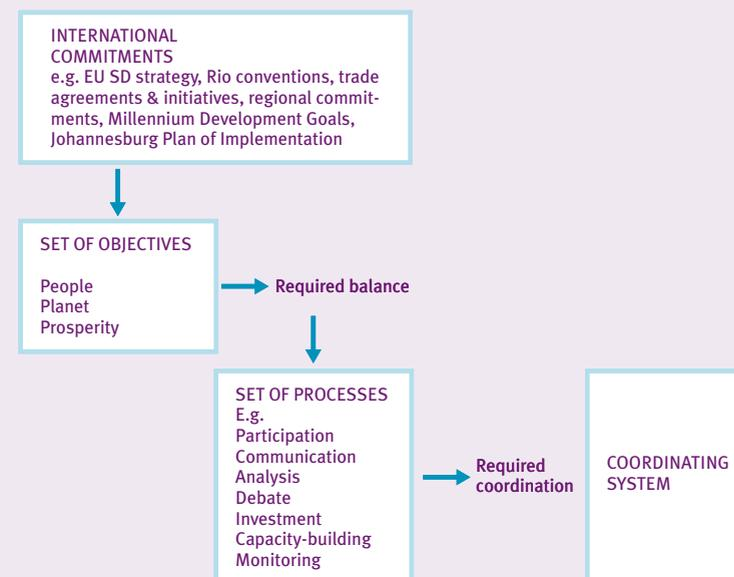 INTERNATIONAL
COMMITMENTS
e.g. EU SD strategy, Rio conventions, trade
agreements & initiatives, regional commit-
ments, Millennium Development Goals,
Johannesburg Plan of Implementation
SET OF OBJECTIVES
People
Planet
Prosperity
Required balance
SET OF PROCESSES
E.g.
Participation
Communication
Analysis
Debate
Investment
Capacity-building
Monitoring
Required
coordination
COORDINATING
SYSTEM